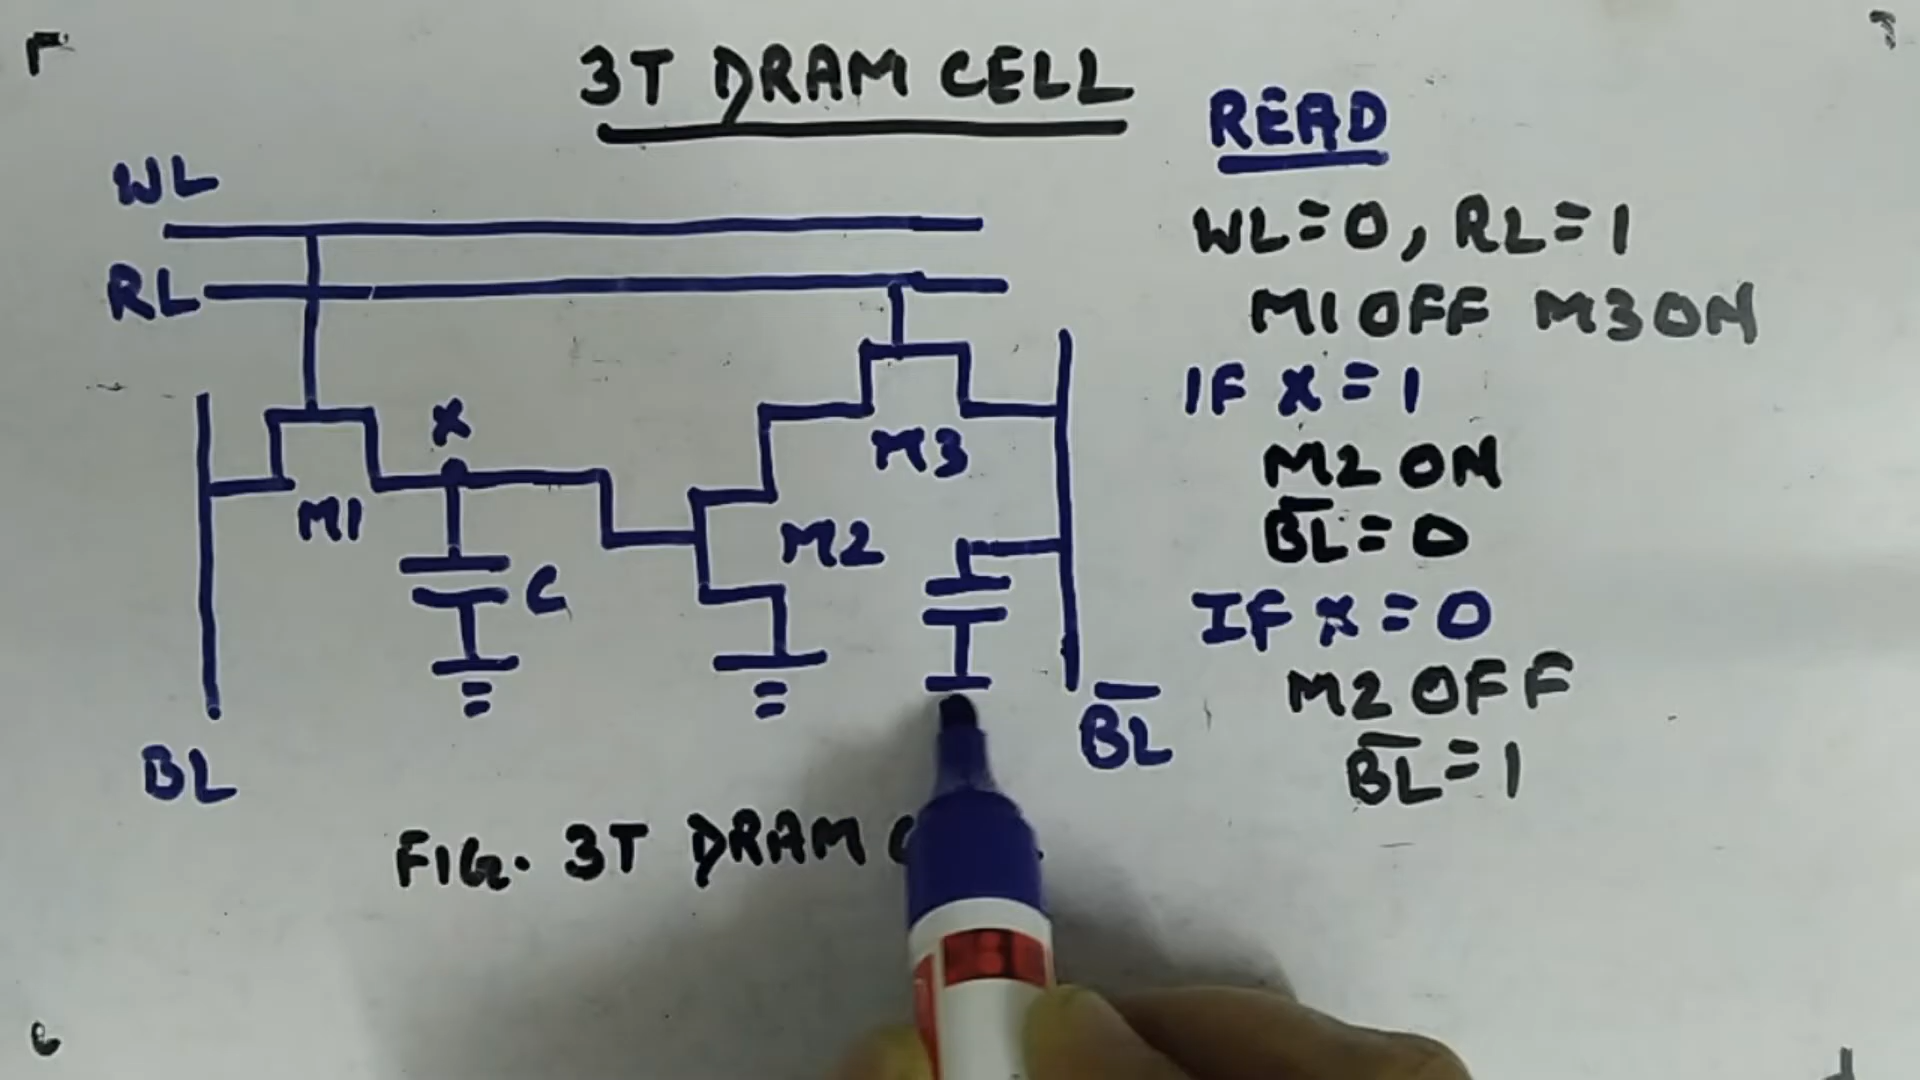 3T DRAM CELL
WL
RL
X
M1
C
M2
M3
BL
B̅L̅
FIG. 3T DRAM
READ
WL=0, RL=1
M1 OFF M3 ON
IF X=1
M2 ON
B̅L̅=0
IF X=0
M2 OFF
B̅L̅=1